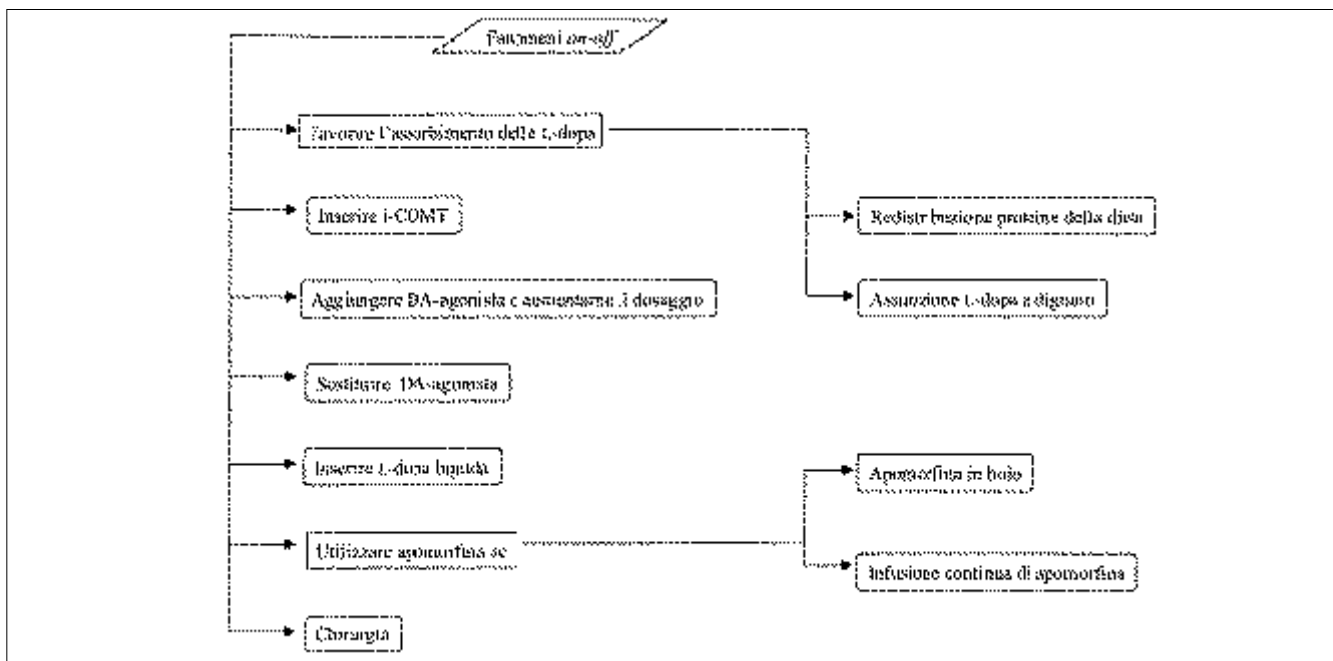 Fenomeni on-off
Favorire l'assorbimento della L-dopa
Inserire i-COMT
Redistribuzione proteine della dieta
Aggiungere DA-agonista e aumentarne il dosaggio
Assunzione L-dopa a digiuno
Sostituire DA-agonista
Inserire L-dopa liquida
Apomorfina in bolo
Utilizzare apomorfina sc
Infusione continua di apomorfina
Chirurgia